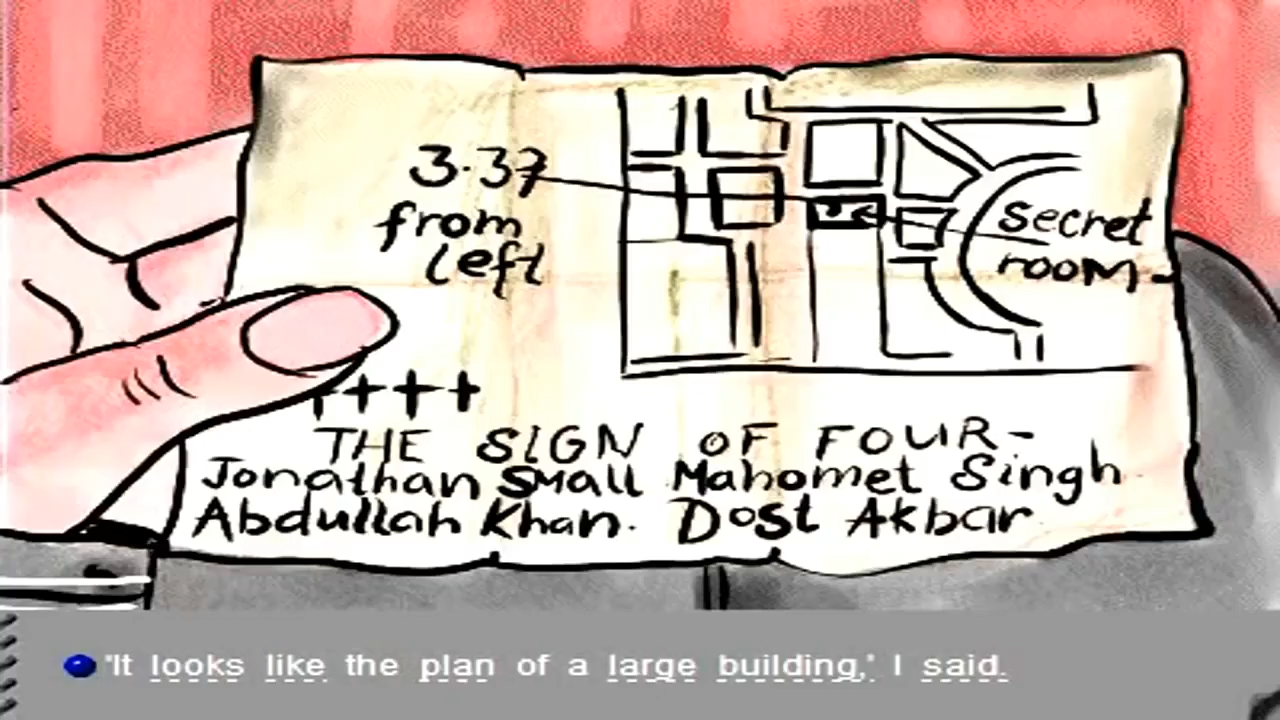 3.37
from
left
secret
room
++++
THE SIGN OF FOUR-
Jonathan Small Mahomet Singh
Abdullah Khan. Dost Akbar
'It looks like the plan of a large building,' I said.